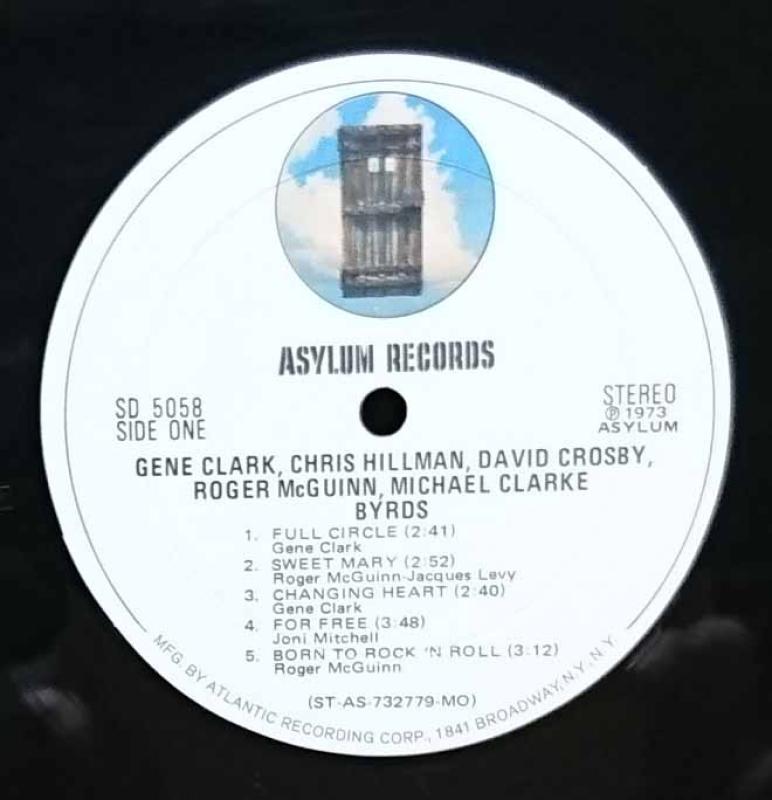 ASYLUM RECORDS
SD 5058
SIDE ONE
STEREO
℗ 1973
ASYLUM
GENE CLARK, CHRIS HILLMAN, DAVID CROSBY,
ROGER McGUINN, MICHAEL CLARKE
BYRDS
1. FULL CIRCLE (2:41)
Gene Clark
2. SWEET MARY (2:52)
Roger McGuinn-Jacques Levy
3. CHANGING HEART (2:40)
Gene Clark
4. FOR FREE (3:48)
Joni Mitchell
5. BORN TO ROCK 'N ROLL (3:12)
Roger McGuinn
(ST-AS-732779-MO)
MFG. BY ATLANTIC RECORDING CORP., 1841 BROADWAY, N.Y., N.Y.